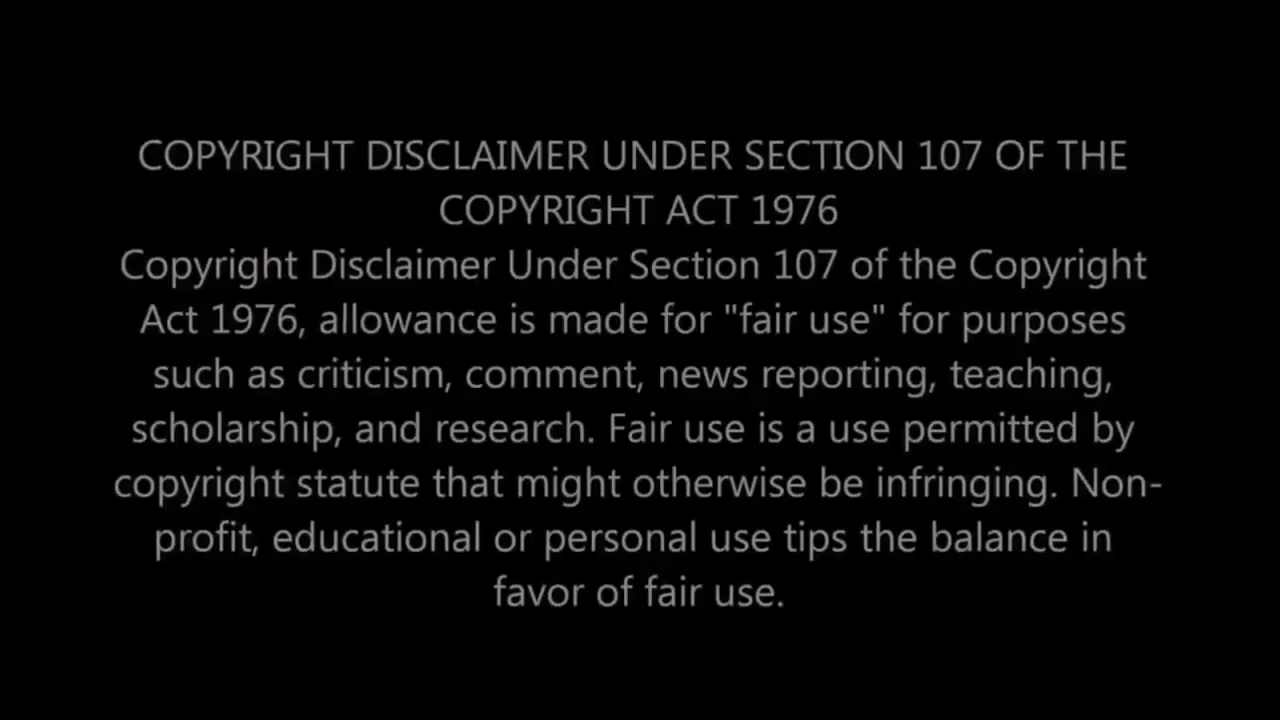 COPYRIGHT DISCLAIMER UNDER SECTION 107 OF THE
COPYRIGHT ACT 1976
Copyright Disclaimer Under Section 107 of the Copyright
Act 1976, allowance is made for "fair use" for purposes
such as criticism, comment, news reporting, teaching,
scholarship, and research. Fair use is a use permitted by
copyright statute that might otherwise be infringing. Non-
profit, educational or personal use tips the balance in
favor of fair use.